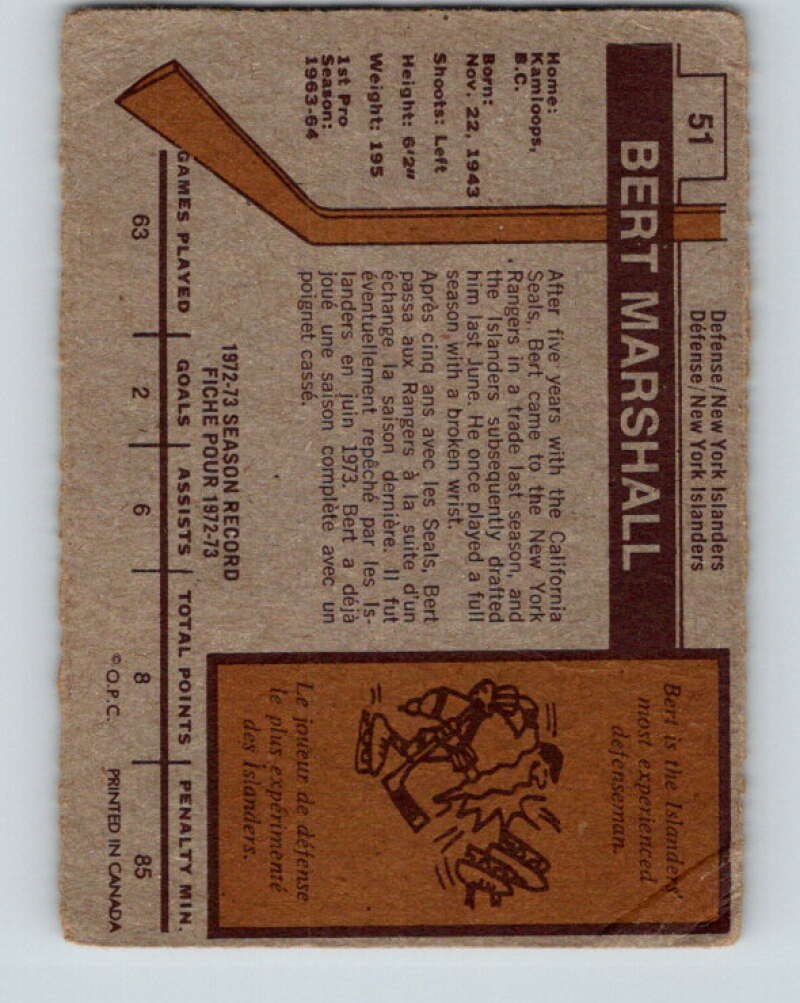 51
Defense/New York Islanders
Défense/New York Islanders
BERT MARSHALL
Home:
Kamloops,
B.C.
Born:
Nov. 22, 1943
Shoots: Left
Height: 6'2"
Weight: 195
1st Pro
Season:
1963-64
After five years with the California
Seals, Bert came to the New York
Rangers in a trade last season, and
the Islanders subsequently drafted
him last June. He once played a full
season with a broken wrist.
Après cinq ans avec les Seals, Bert
passa aux Rangers à la suite d'un
échange la saison dernière. Il fut
éventuellement repêché par les Is-
landers en juin 1973. Bert a déjà
joué une saison complète avec un
poignet cassé.
Bert is the Islanders'
most experienced
defenseman.
Le joueur de défense
le plus expérimenté
des Islanders.
1972-73 SEASON RECORD
FICHE POUR 1972-73
GAMES PLAYED GOALS ASSISTS TOTAL POINTS PENALTY MIN.
63 2 6 8 85
© O.P.C. PRINTED IN CANADA